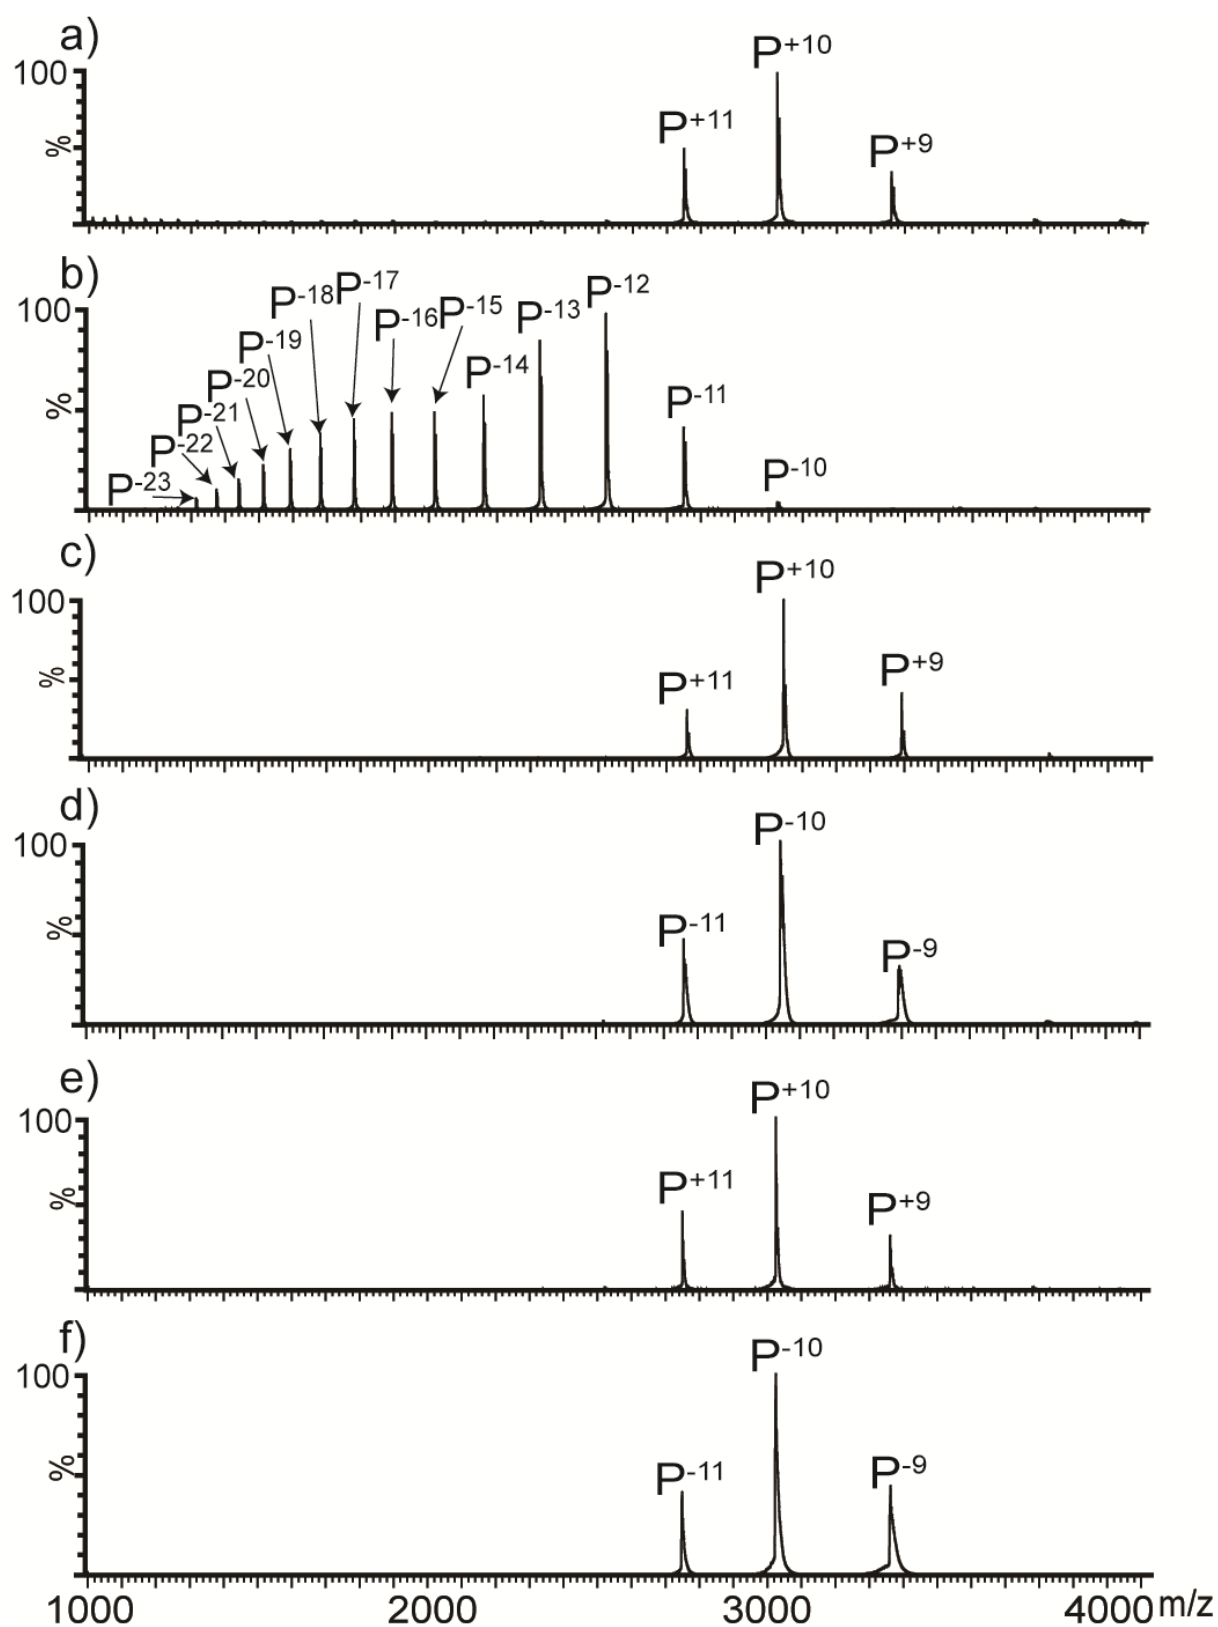 a)
100
%
P+11
P+10
P+9
b)
100
%
P-23
P-22
P-21
P-20
P-19
P-18
P-17
P-16
P-15
P-14
P-13
P-12
P-11
P-10
c)
100
%
P+11
P+10
P+9
d)
100
%
P-11
P-10
P-9
e)
100
%
P+11
P+10
P+9
f)
100
%
P-11
P-10
P-9
1000 2000 3000 4000 m/z